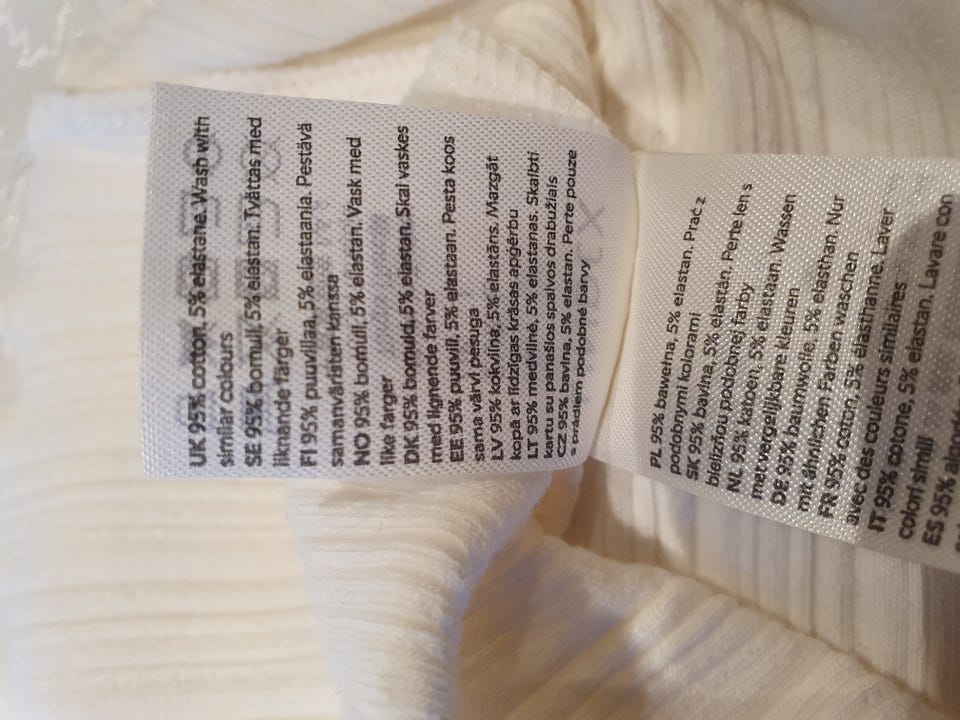 UK 95% cotton, 5% elastane. Wash with
similar colours
SE 95% bomull, 5% elastan. Tvättas med
liknande färger
FI 95% puuvillaa, 5% elastaania. Pestävä
samanväristen kanssa
NO 95% bomull, 5% elastan. Vask med
like farger
DK 95% bomuld, 5% elastan. Skal vaskes
med lignende farver
EE 95% puuvill, 5% elastaan. Pesta koos
sama värvi pesuga
LV 95% kokvilna, 5% elastāns. Mazgāt
kopā ar līdzīgas krāsas apģērbu
LT 95% medvilnė, 5% elastanas. Skalbti
kartu su panašios spalvos drabužiais
CZ 95% bavlna, 5% elastan. Perte pouze
s prádlem podobné barvy
PL 95% bawełna, 5% elastan. Prać z
podobnymi kolorami
SK 95% bavlna, 5% elastán. Perte len s
bielizňou podobnej farby
NL 95% katoen, 5% elastaan. Wassen
met vergelijkbare kleuren
DE 95% baumwolle, 5% elasthan. Nur
mit ähnlichen Farben waschen
FR 95% coton, 5% élasthanne. Laver
avec des couleurs similaires
IT 95% cotone, 5% elastan. Lavare con
colori simili
ES 95%